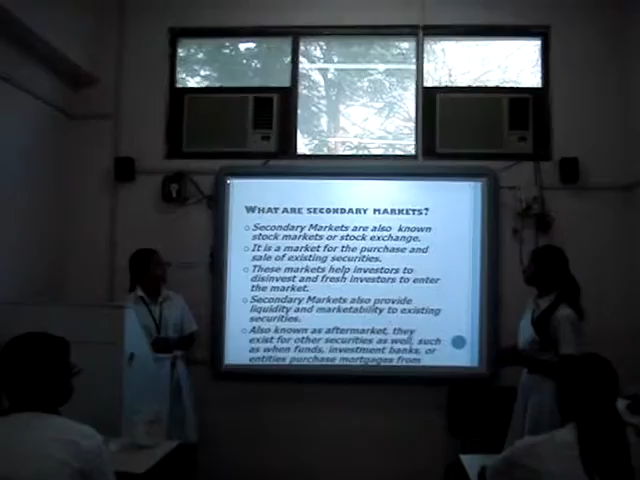 WHAT ARE SECONDARY MARKETS?
Secondary Markets are also known
stock markets or stock exchange.
It is a market for the purchase and
sale of existing securities.
These markets help investors to
disinvest and fresh investors to enter
the market.
Secondary Markets also provide
liquidity and marketability to existing
securities.
Also known as aftermarket, they
exist for other securities as well, such
as when funds, investment banks, or
entities purchase mortgages from